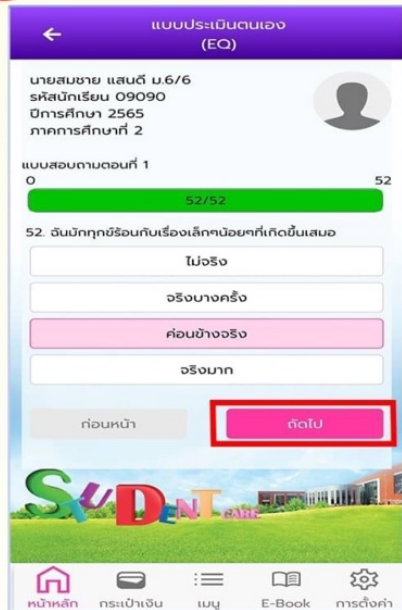 แบบประเมินตนเอง
(EQ)
นายสมชาย แสนดี ม.6/6
รหัสนักเรียน 09090
ปีการศึกษา 2565
ภาคการศึกษาที่ 2
แบบสอบถามตอนที่ 1
0 52
52/52
52. ฉันมักทุกข์ร้อนกับเรื่องเล็กๆน้อยๆที่เกิดขึ้นเสมอ
ไม่จริง
จริงบางครั้ง
ค่อนข้างจริง
จริงมาก
ก่อนหน้า ถัดไป
STUDENT CARE
หน้าหลัก กระเป๋าเงิน เมนู E-Book การตั้งค่า